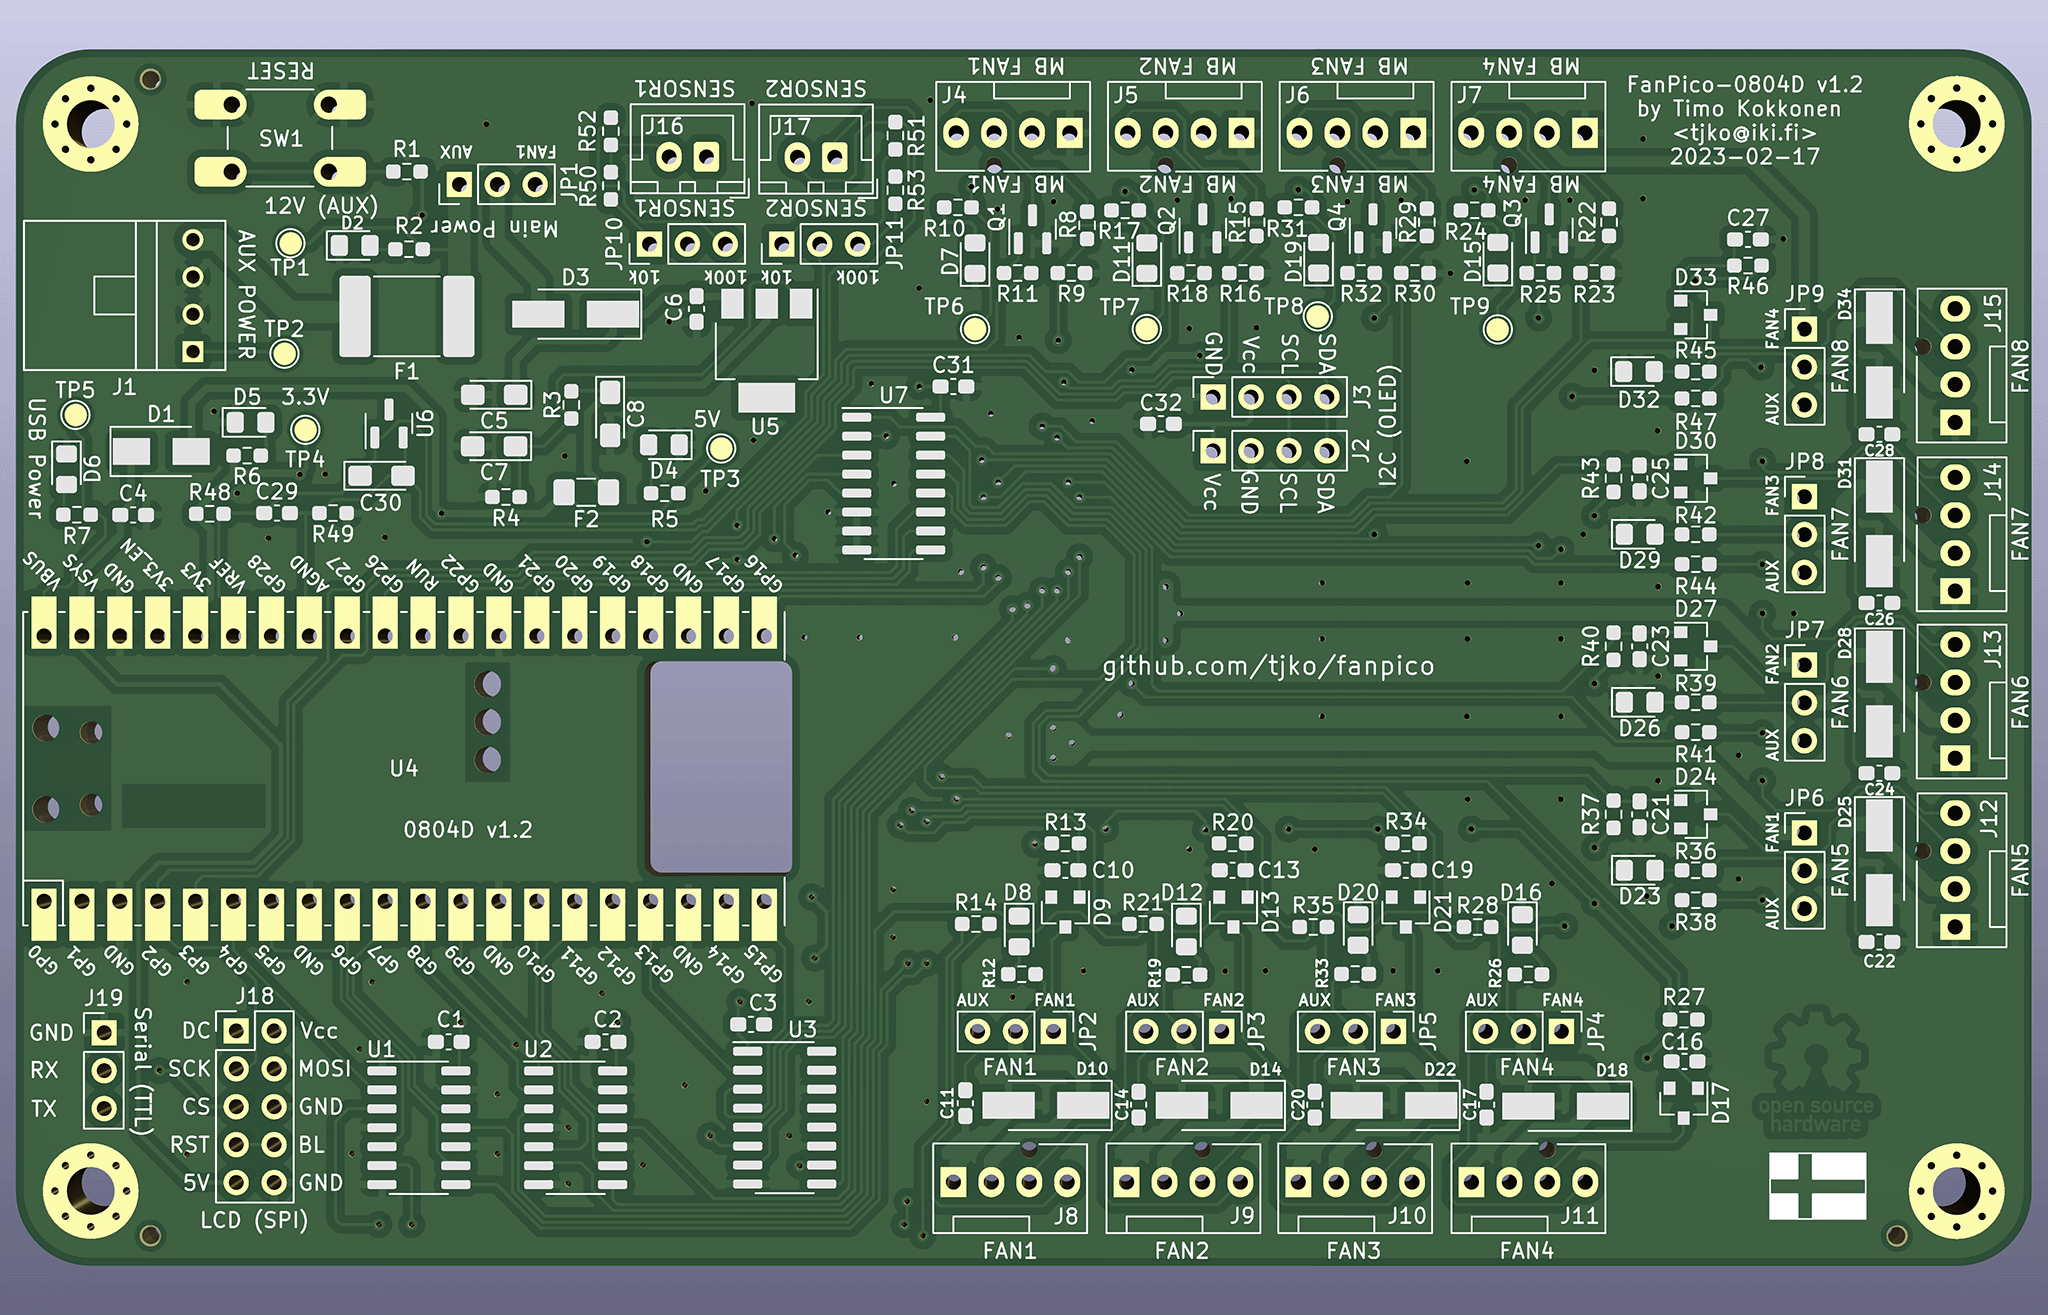 RESET
SW1
12V (AUX)
R1
AUX
FAN1
JP1
Main Power
D2
R2
TP1
TP2
AUX POWER
J1
F1
D3
R52
R50
SENSOR1
J16
SENSOR1
JP10
10k
100k
SENSOR2
J17
SENSOR2
JP11
10k
100k
R51
R53
C6
U5
MB FAN1
J4
MB FAN1
MB FAN2
J5
MB FAN2
MB FAN3
J6
MB FAN3
MB FAN4
J7
MB FAN4
FanPico-0804D v1.2
by Timo Kokkonen
<tjko@iki.fi>
2023-02-17
R10
Q1
R8
D7
R11
R9
TP6
R17
Q2
R15
D11
R18
R16
TP7
R31
Q4
R29
D19
R32
R30
TP8
R24
Q3
R22
D15
R25
R23
TP9
C27
R46
TP5
USB Power
D6
R7
D1
C4
D5
R6
3.3V
TP4
R48
C29
R49
U6
C30
C5
C7
R3
C8
R4
F2
D4
R5
5V
TP3
U7
C31
C32
GND
Vcc
SCL
SDA
J3
J2
I2C (OLED)
Vcc
GND
SCL
SDA
D33
R45
D32
R47
JP9
FAN4
AUX
FAN8
D34
C28
J15
FAN8
D30
R43
C25
R42
D29
R44
JP8
FAN3
AUX
FAN7
D31
C26
J14
FAN7
D27
R40
C23
R39
D26
R41
JP7
FAN2
AUX
FAN6
D28
C24
J13
FAN6
D24
R37
C21
R36
D23
R38
JP6
FAN1
AUX
FAN5
D25
C22
J12
FAN5
VBUS
VSYS
GND
3V3_EN
3V3
VREF
GP28
AGND
GP27
GP26
RUN
GP22
GND
GP21
GP20
GP19
GP18
GND
GP17
GP16
github.com/tjko/fanpico
U4
0804D v1.2
GP0
GP1
GND
GP2
GP3
GP4
GP5
GND
GP6
GP7
GP8
GP9
GND
GP10
GP11
GP12
GP13
GND
GP14
GP15
R13
C10
D8
R14
D9
R12
R20
C13
D12
R21
D13
R19
R34
C19
D20
R35
D21
R33
D16
R28
R26
AUX
FAN1
JP2
FAN1
AUX
FAN2
JP3
FAN2
AUX
FAN3
JP5
FAN3
AUX
FAN4
JP4
FAN4
R27
C16
D17
J19
GND
RX
TX
Serial (TTL)
J18
DC
Vcc
SCK
MOSI
CS
GND
RST
BL
5V
GND
LCD (SPI)
C1
U1
C2
U2
C3
U3
C11
D10
J8
FAN1
C14
D14
J9
FAN2
C20
D22
J10
FAN3
C17
D18
J11
FAN4
open source
hardware